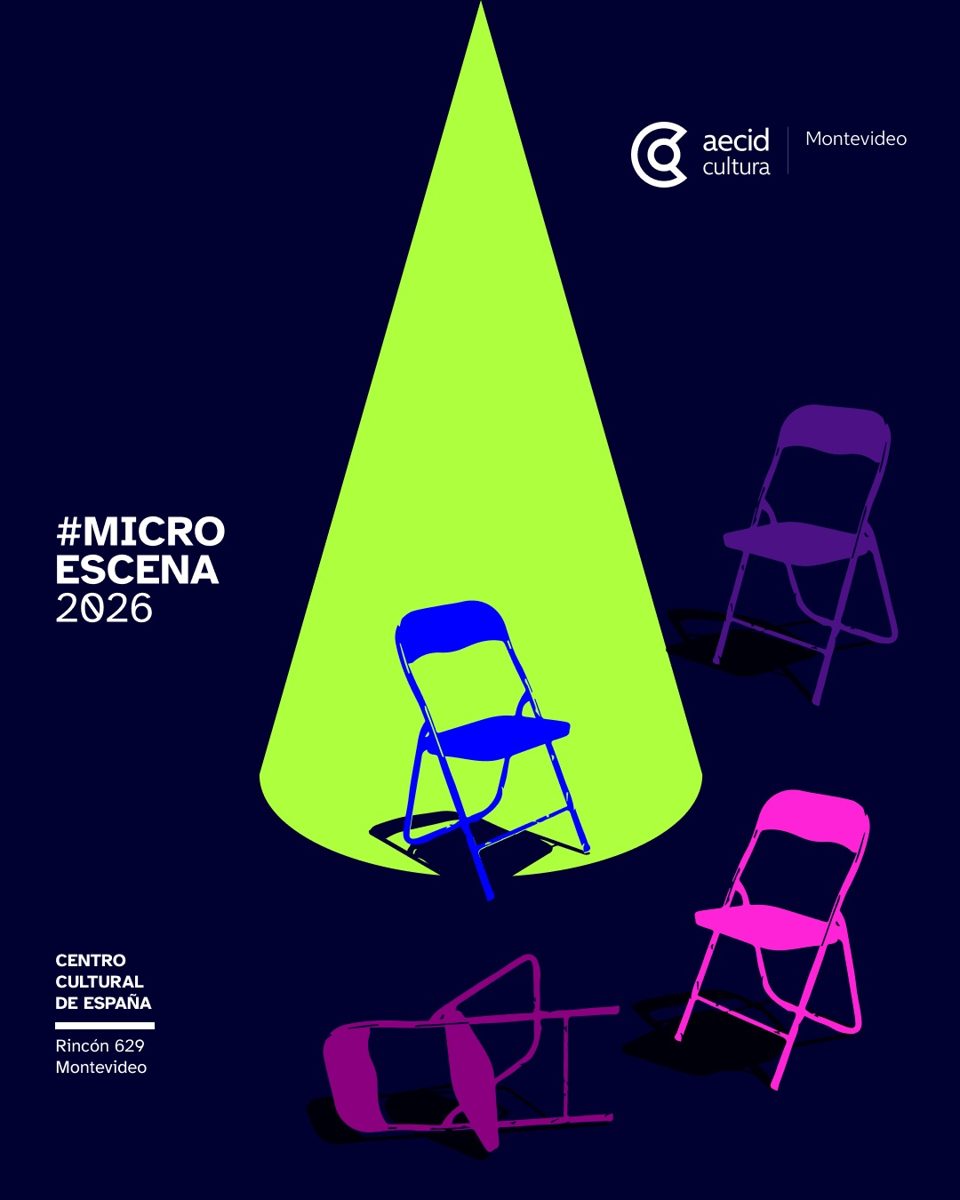 aecid
cultura
Montevideo
#MICRO
ESCENA
2026
CENTRO
CULTURAL
DE ESPAÑA
Rincón 629
Montevideo